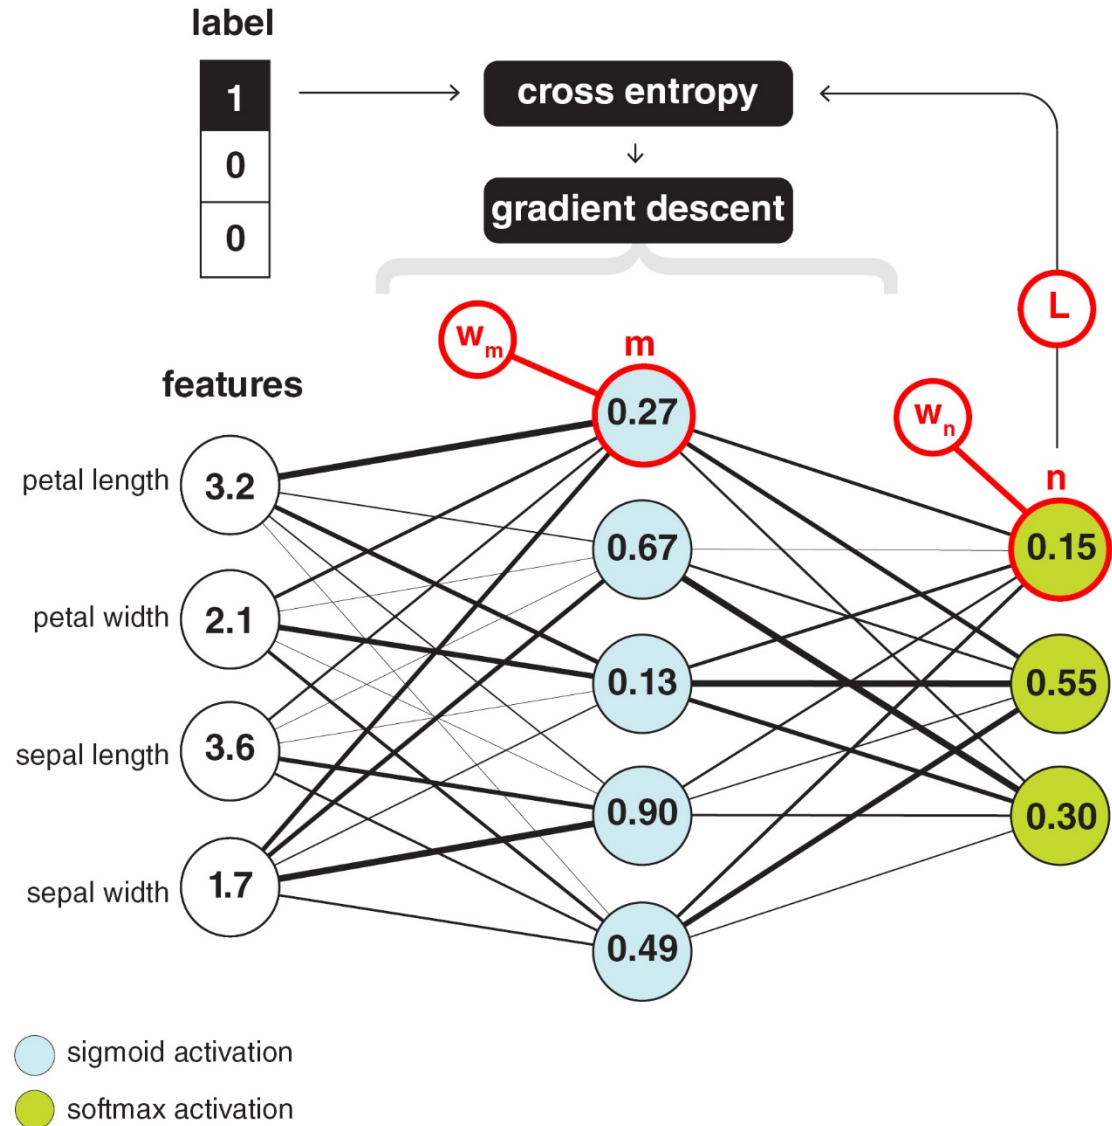 label
1
0
0
cross entropy
gradient descent
L
w_m
m
features
w_n
n
petal length
3.2
petal width
2.1
sepal length
3.6
sepal width
1.7
0.27
0.67
0.13
0.90
0.49
0.15
0.55
0.30
sigmoid activation
softmax activation